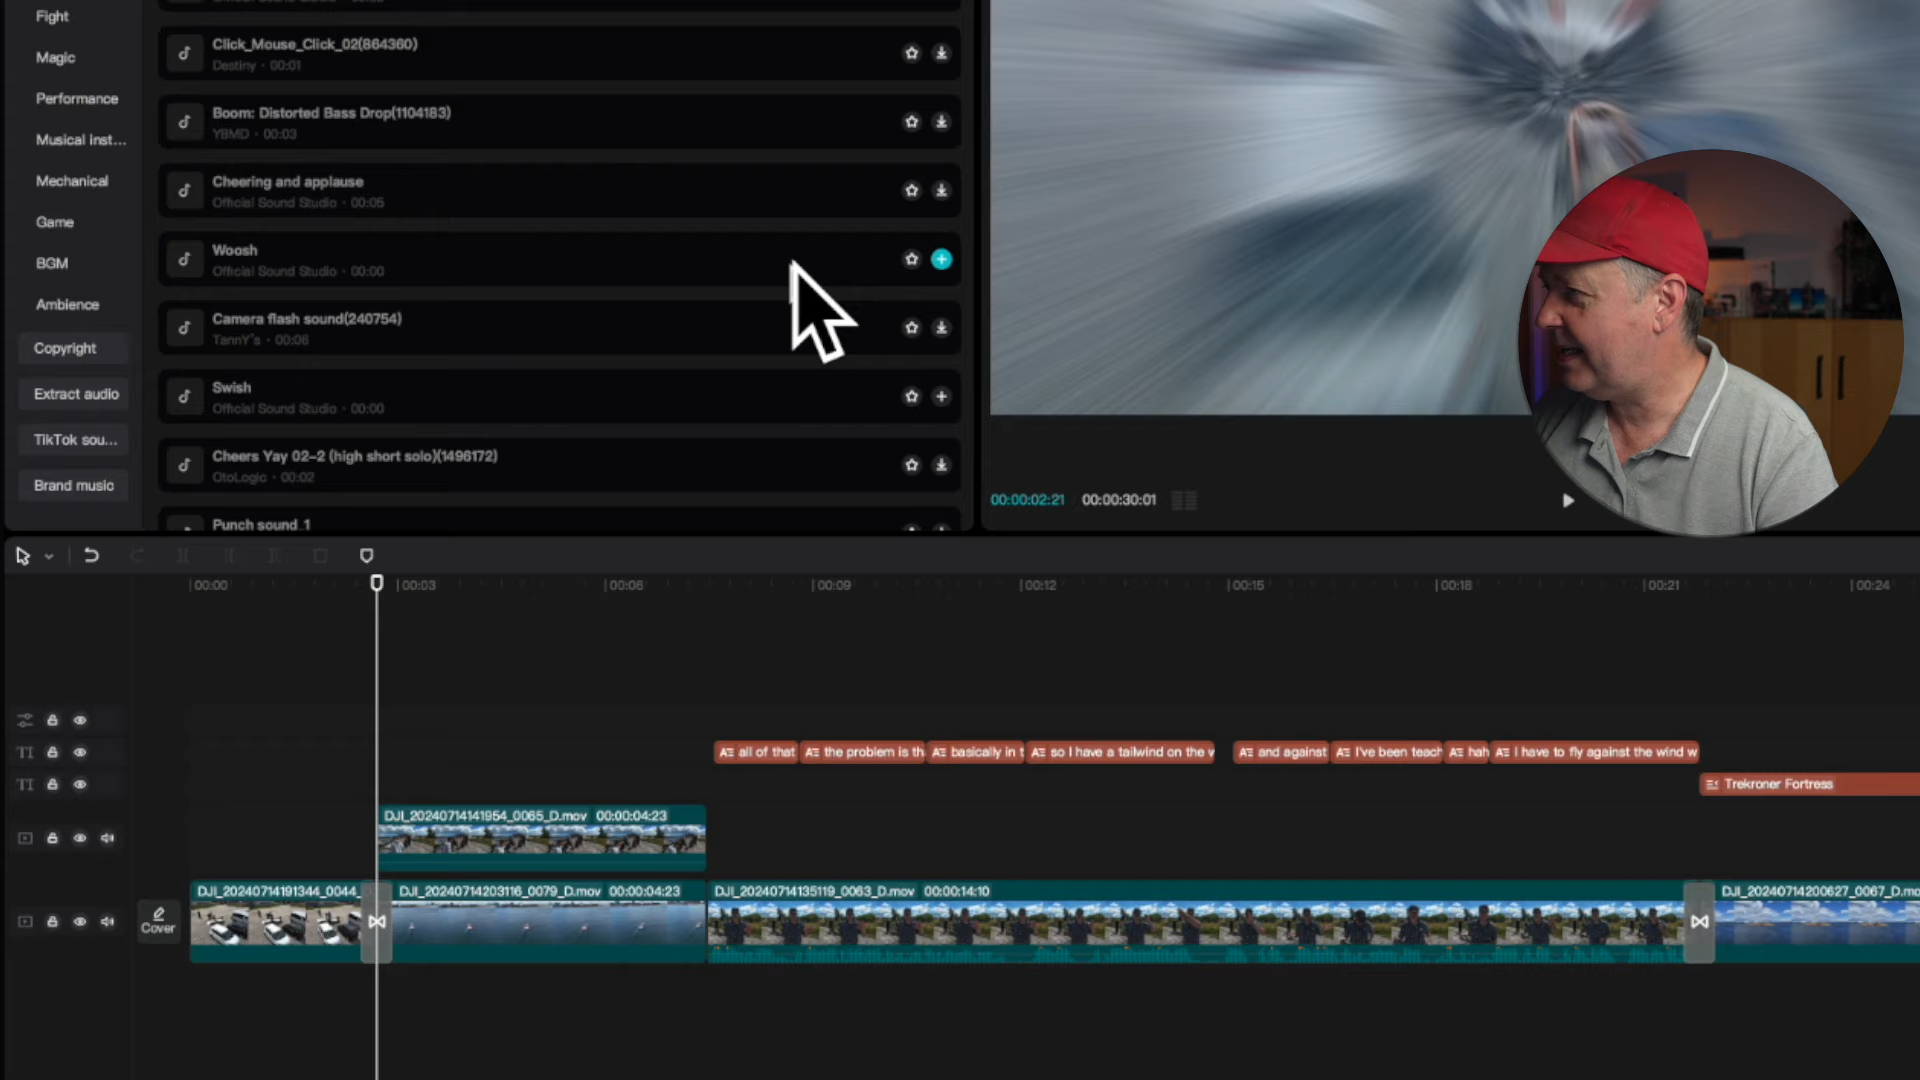 Fight
Magic
Performance
Musical inst...
Mechanical
Game
BGM
Ambience
Copyright
Extract audio
TikTok sou...
Brand music
Click_Mouse_Click_02(864360)
Destiny • 00:01
Boom: Distorted Bass Drop(1104183)
YBMD • 00:03
Cheering and applause
Official Sound Studio • 00:05
Woosh
Official Sound Studio • 00:00
Camera flash sound(240754)
TannY's • 00:06
Swish
Official Sound Studio • 00:00
Cheers Yay 02-2 (high short solo)(1496172)
OtoLogic • 00:02
Punch sound_1
00:00:02:21 00:00:30:01
00:00 00:03 00:06 00:09 00:12 00:15 00:18 00:21 00:24
all of that the problem is th basically in t so I have a tailwind on the w and against I've been teach hah I have to fly against the wind w
Trekroner Fortress
DJI_20240714141954_0065_D.mov 00:00:04:23
DJI_20240714191344_0044_ DJI_20240714203116_0079_D.mov 00:00:04:23 DJI_20240714135119_0063_D.mov 00:00:14:10 DJI_20240714200627_0067_D.mo
Cover